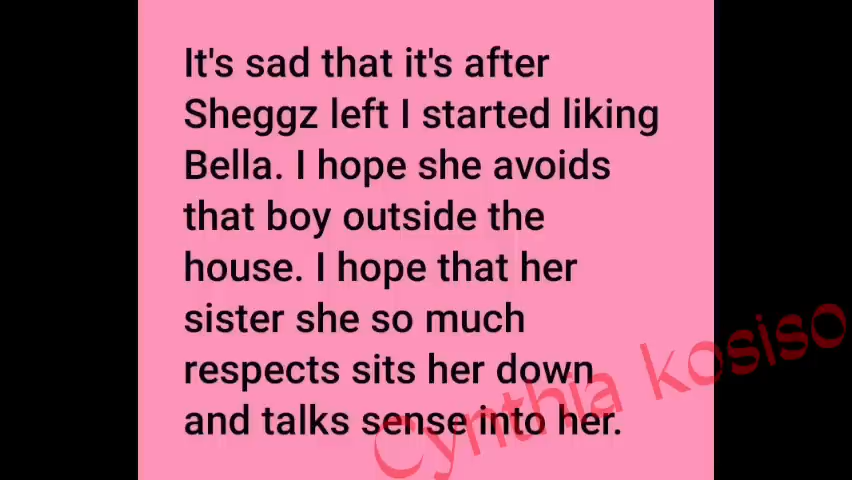 It's sad that it's after
Sheggz left I started liking
Bella. I hope she avoids
that boy outside the
house. I hope that her
sister she so much
respects sits her down
and talks sense into her.
Cynthia kosiso